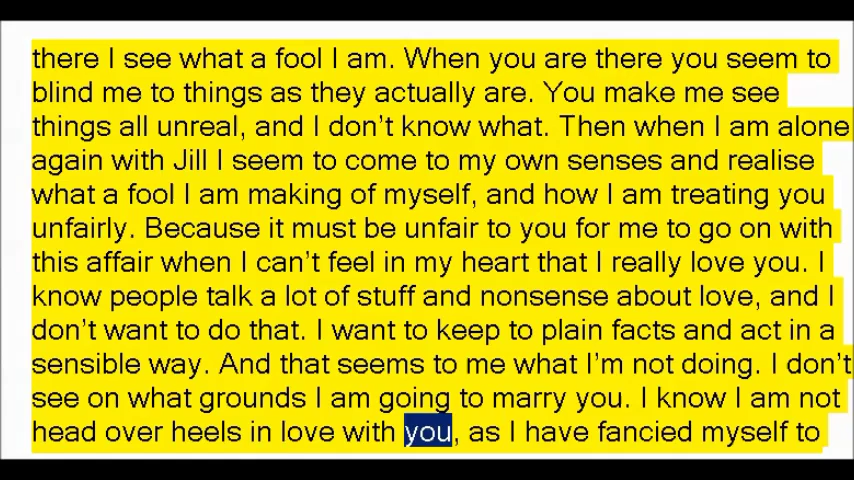 there I see what a fool I am. When you are there you seem to
blind me to things as they actually are. You make me see
things all unreal, and I don’t know what. Then when I am alone
again with Jill I seem to come to my own senses and realise
what a fool I am making of myself, and how I am treating you
unfairly. Because it must be unfair to you for me to go on with
this affair when I can’t feel in my heart that I really love you. I
know people talk a lot of stuff and nonsense about love, and I
don’t want to do that. I want to keep to plain facts and act in a
sensible way. And that seems to me what I’m not doing. I don’t
see on what grounds I am going to marry you. I know I am not
head over heels in love with you, as I have fancied myself to